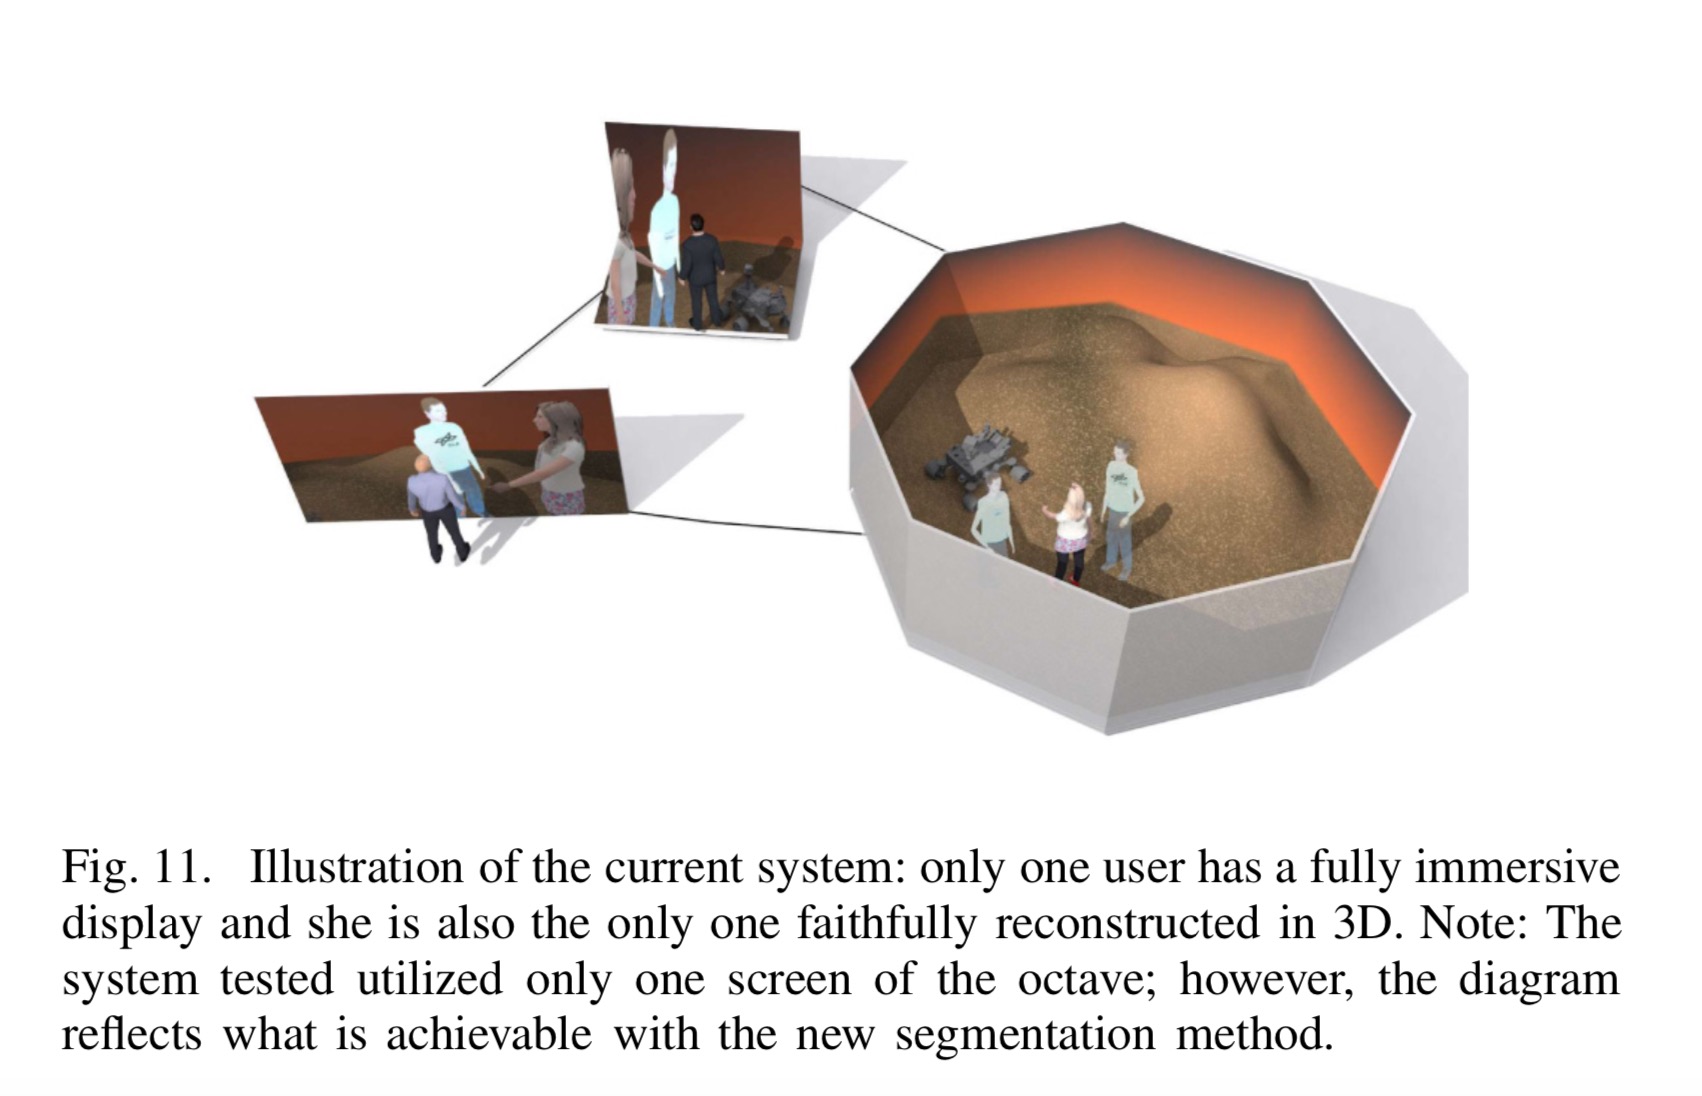 Fig. 11. Illustration of the current system: only one user has a fully immersive
display and she is also the only one faithfully reconstructed in 3D. Note: The
system tested utilized only one screen of the octave; however, the diagram
reflects what is achievable with the new segmentation method.